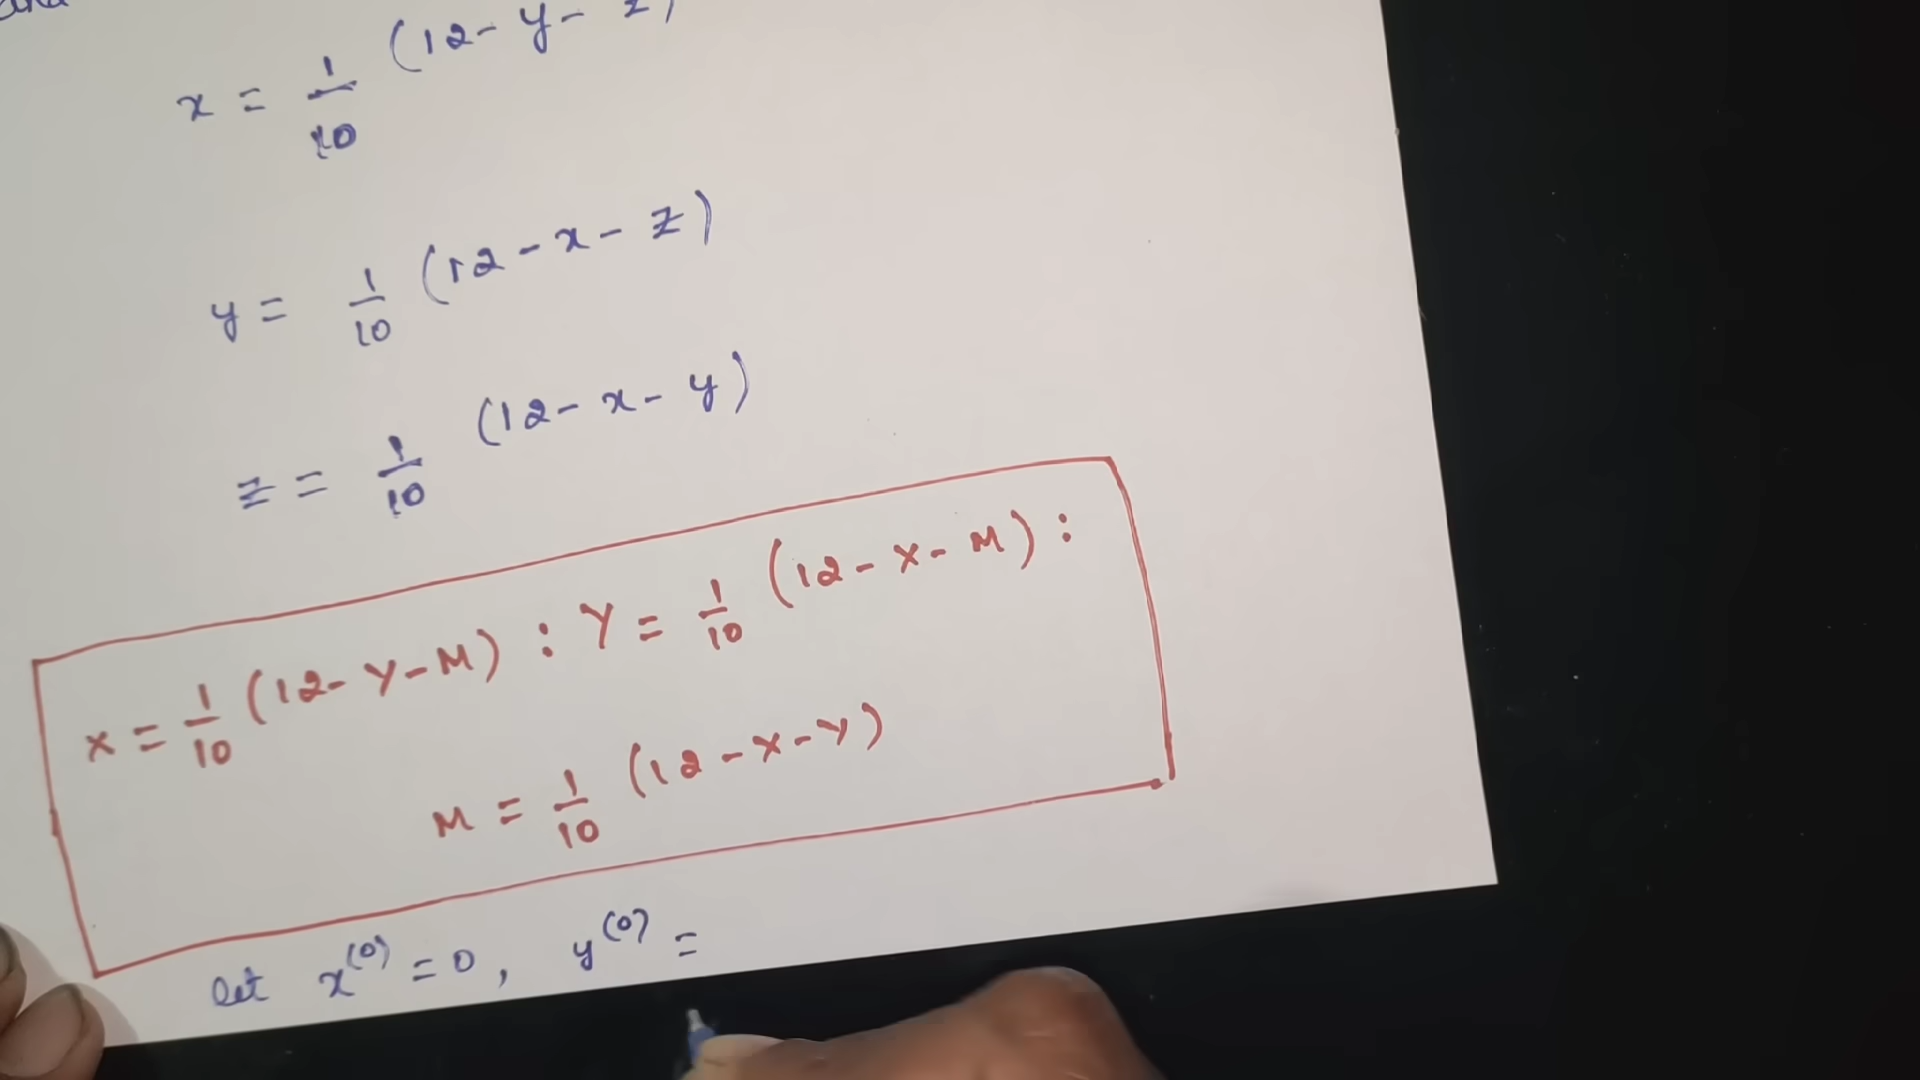 x = 1/10 (12 - y - z)
y = 1/10 (12 - x - z)
z = 1/10 (12 - x - y)
X = 1/10 (12 - Y - M) : Y = 1/10 (12 - X - M) :
M = 1/10 (12 - X - Y)
let x^(0) = 0, y^(0) =